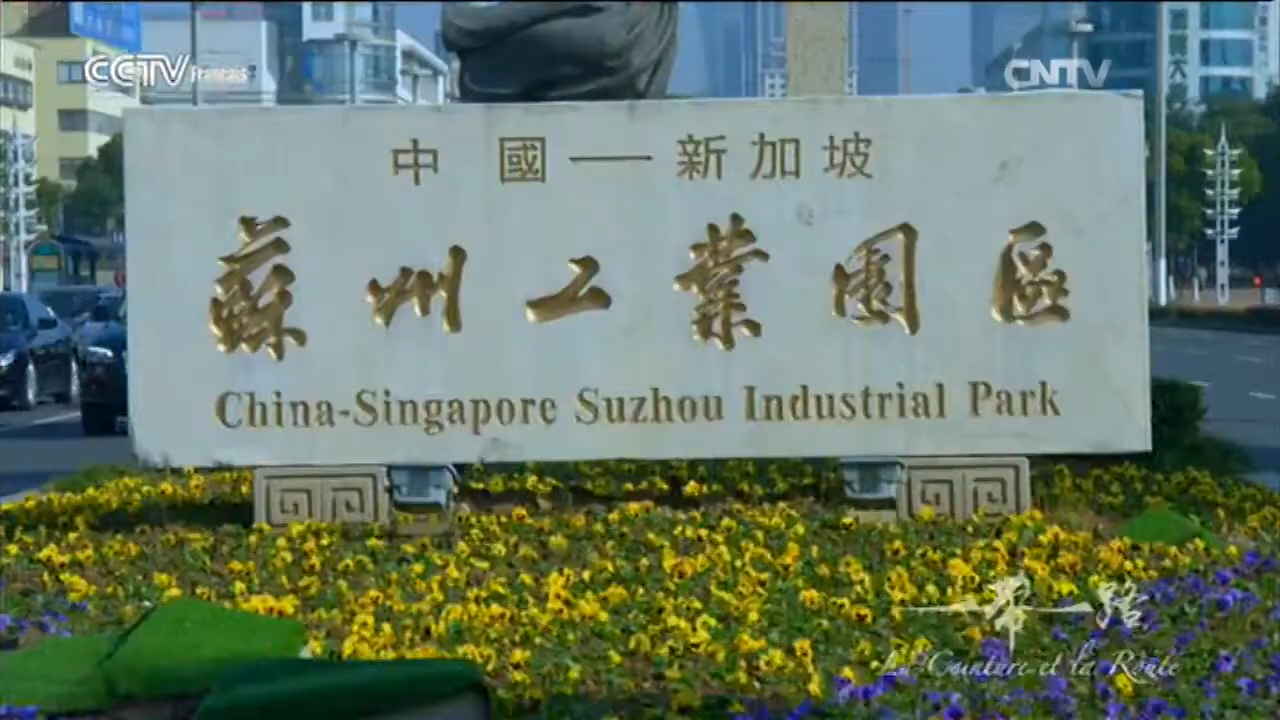 CCTV Français
CNTV
中國——新加坡
蘇州工業園區
China-Singapore Suzhou Industrial Park
一带一路
La Ceinture et la Route